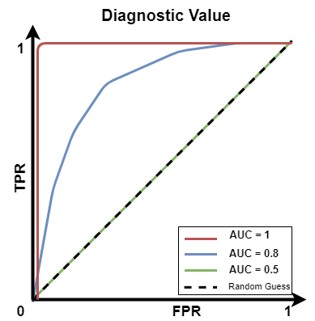 Diagnostic Value
1
TPR
AUC = 1
AUC = 0.8
AUC = 0.5
Random Guess
0
FPR
1